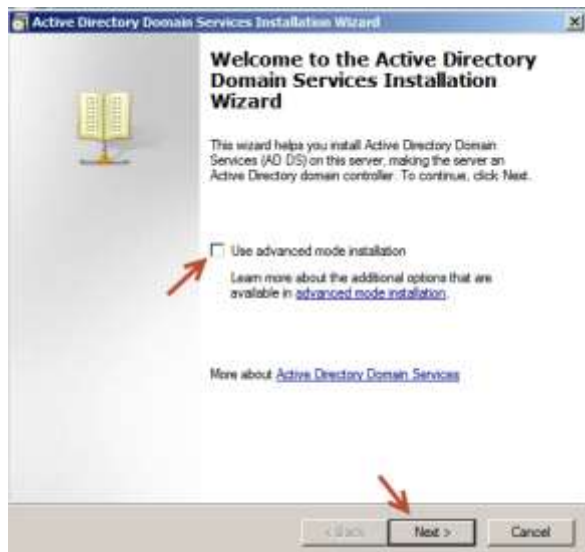 Active Directory Domain Services Installation Wizard
Welcome to the Active Directory
Domain Services Installation
Wizard
This wizard helps you install Active Directory Domain
Services (AD DS) on this server, making the server an
Active Directory domain controller. To continue, click Next.
Use advanced mode installation
Learn more about the additional options that are
available in advanced mode installation.
More about Active Directory Domain Services
< Back
Next >
Cancel